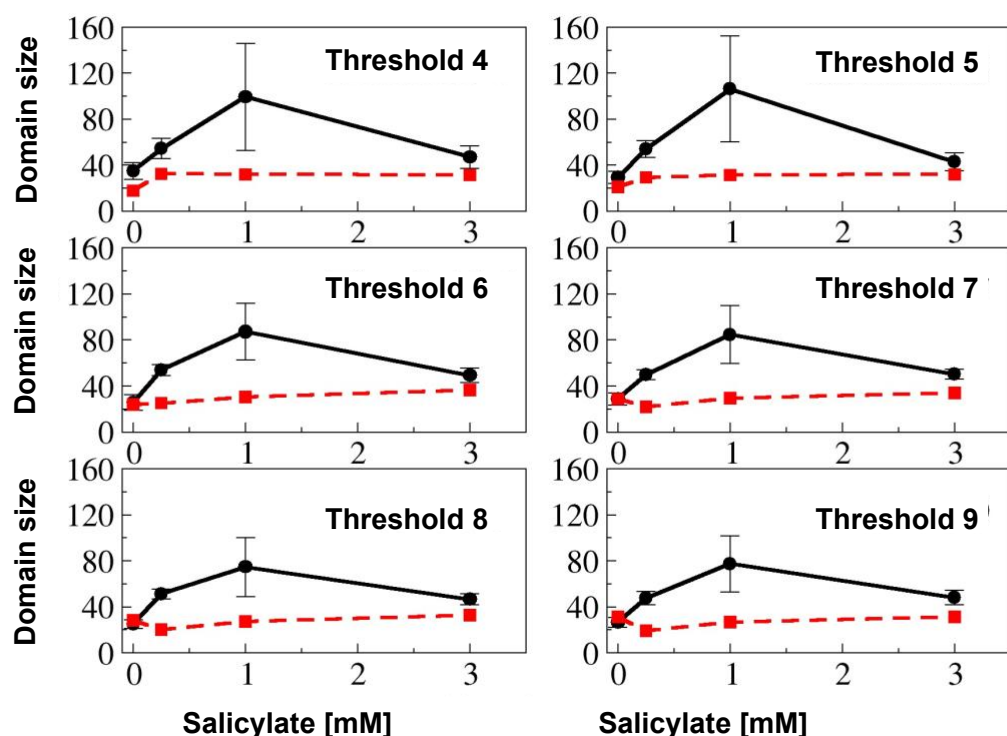 Domain size
160
120
80
40
0
0 1 2 3
Threshold 4
160
120
80
40
0
0 1 2 3
Threshold 5
Domain size
160
120
80
40
0
0 1 2 3
Threshold 6
160
120
80
40
0
0 1 2 3
Threshold 7
Domain size
160
120
80
40
0
0 1 2 3
Threshold 8
160
120
80
40
0
0 1 2 3
Threshold 9
Salicylate [mM]
Salicylate [mM]